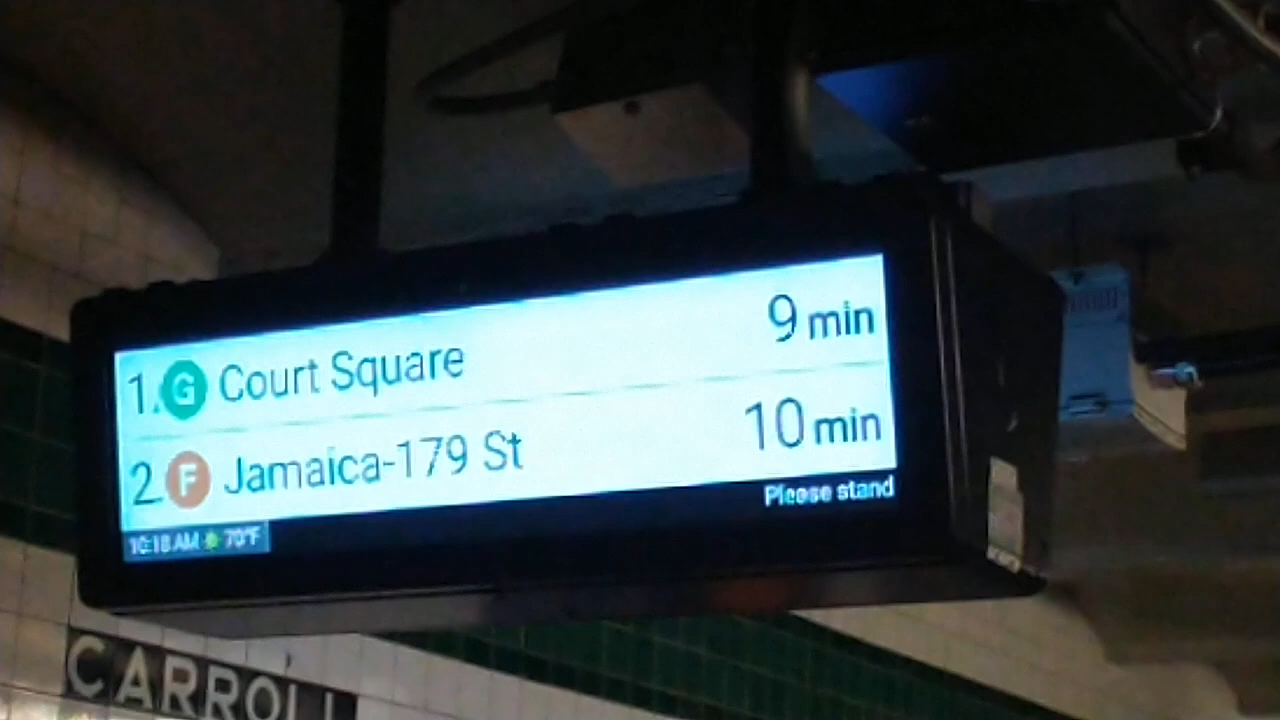 1. G Court Square 9 min
2. F Jamaica-179 St 10 min
Please stand
10:18 AM 70°F
CARROLL